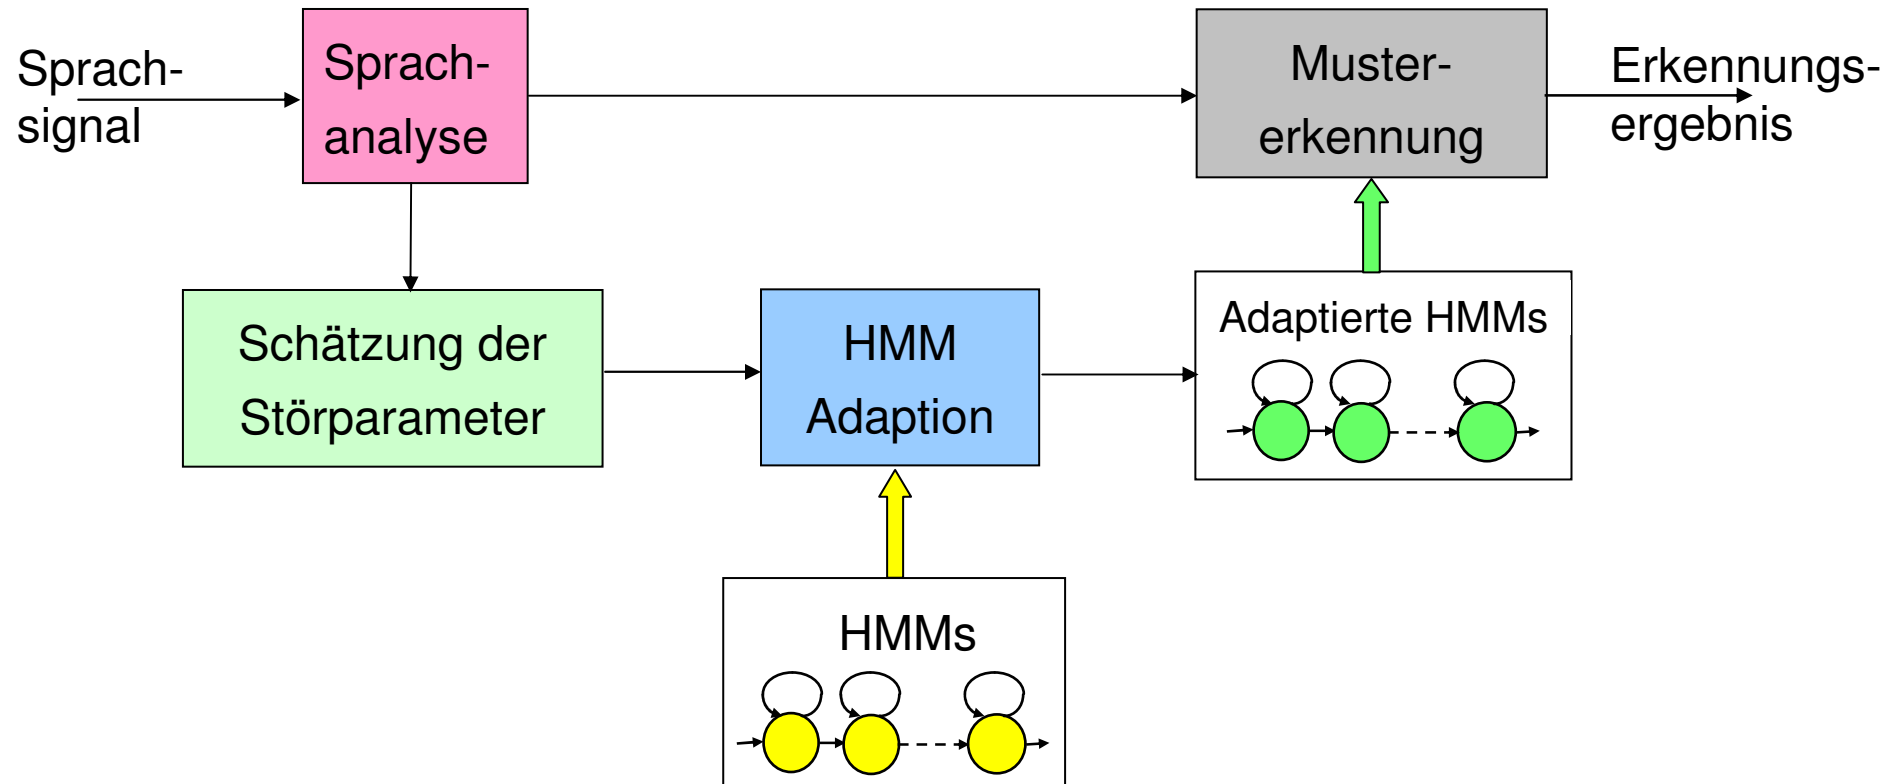 Sprach-
signal
Sprach-
analyse
Muster-
erkennung
Erkennungs-
ergebnis
Schätzung der
Störparameter
HMM
Adaption
Adaptierte HMMs
HMMs